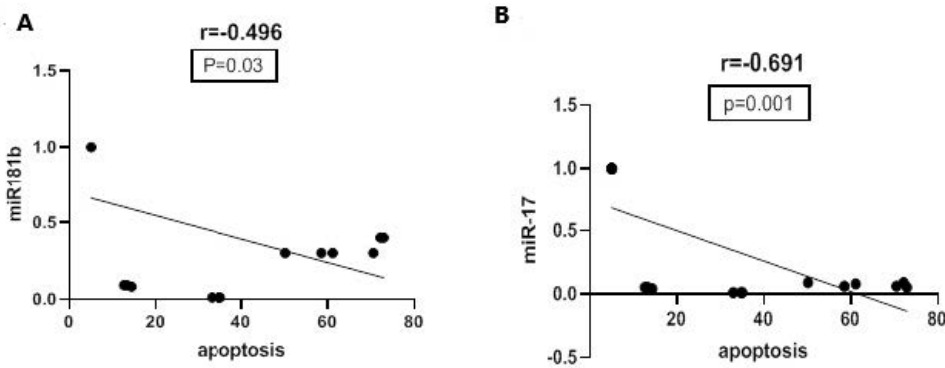 A
r=-0.496
P=0.03
miR181b
1.5
1.0
0.5
0.0
0 20 40 60 80
apoptosis
B
r=-0.691
p=0.001
miR-17
1.5
1.0
0.5
0.0
-0.5
20 40 60 80
apoptosis